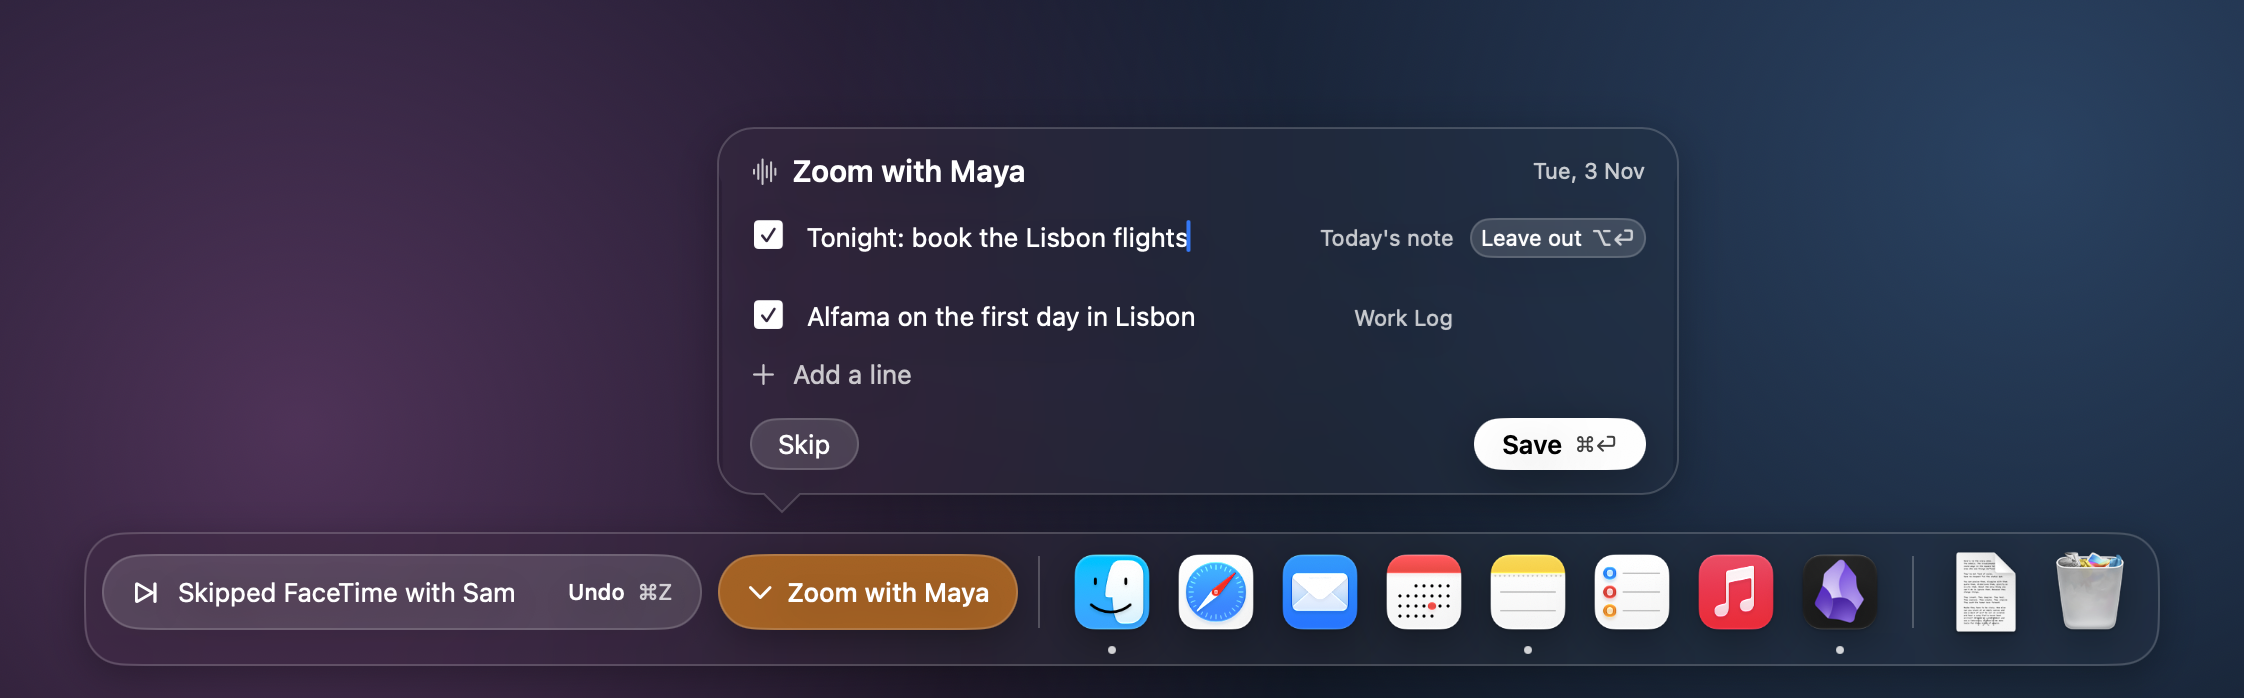 Zoom with Maya
Tue, 3 Nov
Tonight: book the Lisbon flights
Today's note
Leave out ⌥↩
Alfama on the first day in Lisbon
Work Log
+ Add a line
Skip
Save ⌘↩
Skipped FaceTime with Sam
Undo ⌘Z
Zoom with Maya